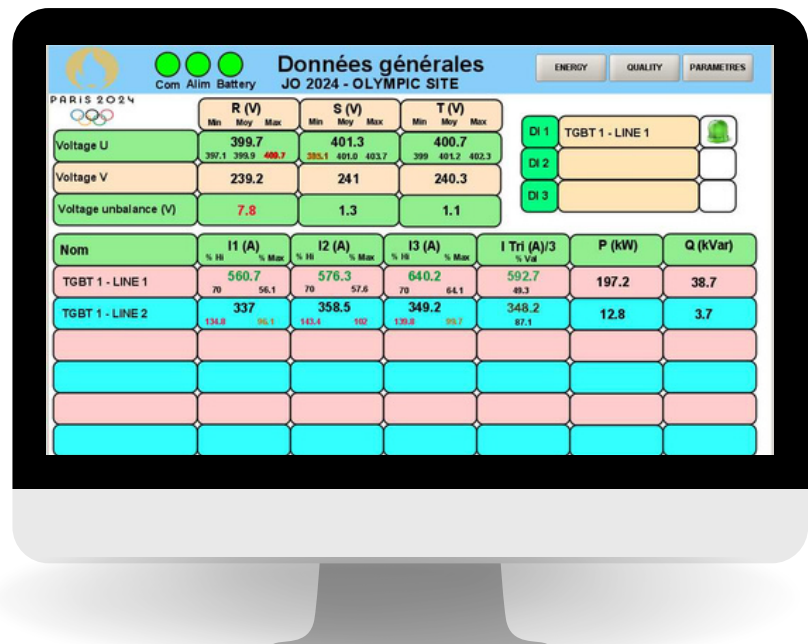 Données générales
JO 2024 - OLYMPIC SITE
Com Alim Battery
ENERGY QUALITY PARAMETRES
PARIS 2024
R (V) S (V) T (V)
Min Moy Max Min Moy Max Min Moy Max
Voltage U 399.7 401.3 400.7
397.1 399.9 409.7 385.1 401.0 403.7 399 401.2 402.3
Voltage V 239.2 241 240.3
Voltage unbalance (V) 7.8 1.3 1.1
DI 1 TGBT 1 - LINE 1
DI 2
DI 3
Nom I1 (A) I2 (A) I3 (A) I Tri (A)/3 P (kW) Q (kVar)
% Hi % Max % Hi % Max % Hi % Max % Val
TGBT 1 - LINE 1 560.7 576.3 640.2 592.7 197.2 38.7
70 56.1 70 57.6 70 64.1 49.3
TGBT 1 - LINE 2 337 358.5 349.2 348.2 12.8 3.7
134.8 96.1 143.4 102 139.8 99.7 87.1